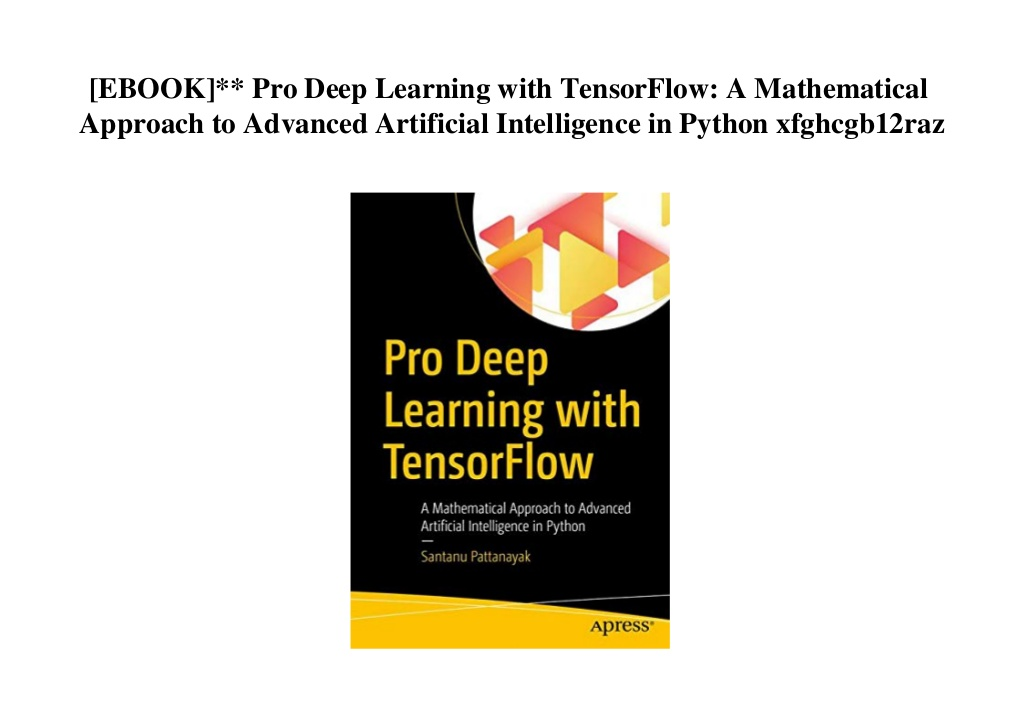 [EBOOK]** Pro Deep Learning with TensorFlow: A Mathematical
Approach to Advanced Artificial Intelligence in Python xfghcgb12raz
Pro Deep
Learning with
TensorFlow
A Mathematical Approach to Advanced
Artificial Intelligence in Python
—
Santanu Pattanayak
Apress®